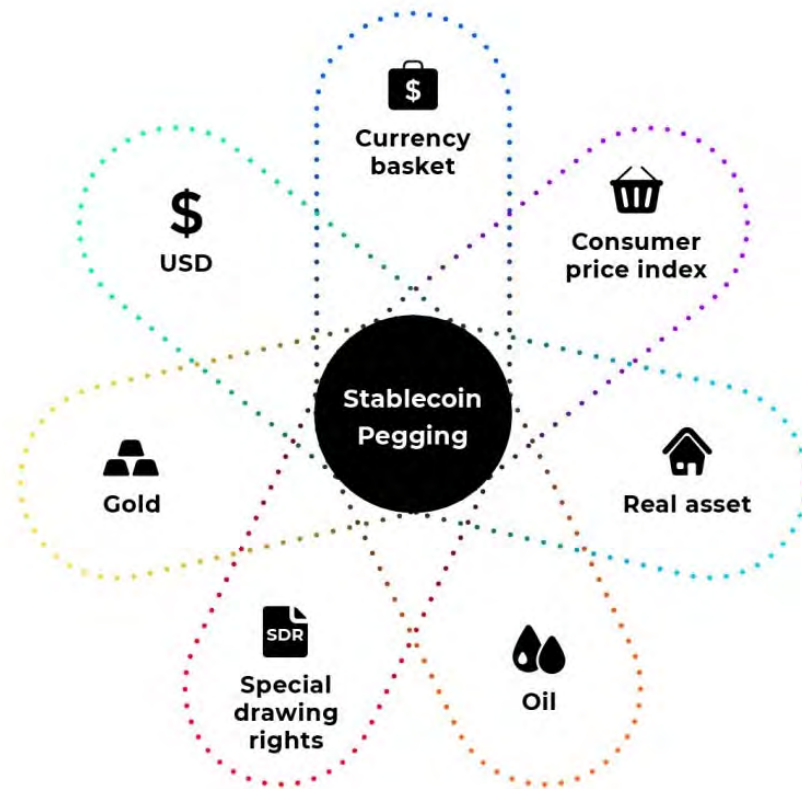 $
Currency
basket
$
USD
Consumer
price index
Stablecoin
Pegging
Gold
Real asset
SDR
Special
drawing
rights
Oil